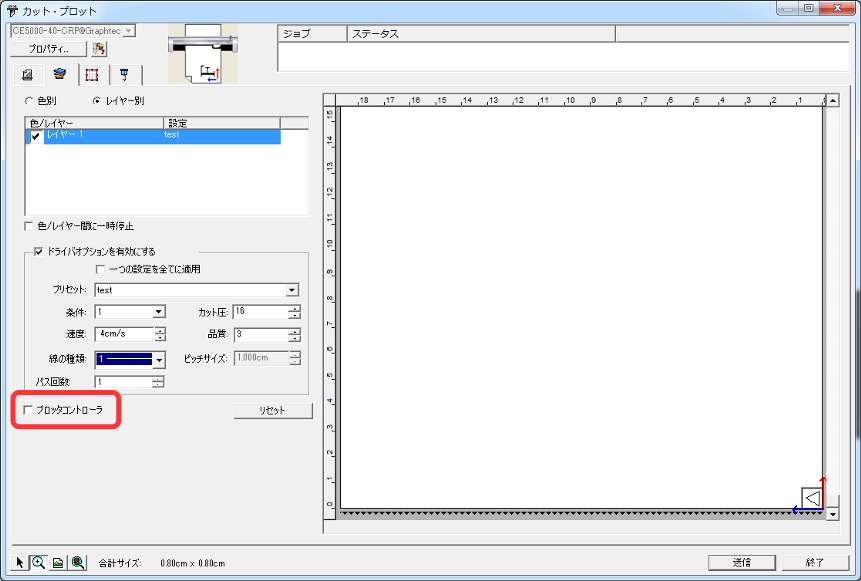 カット・プロット
CE5000-40-CRP@Graphtec
プロパティ...
ジョブ ステータス
色別 レイヤー別
色/レイヤー 設定
レイヤー 1 test
色/レイヤー間に一時停止
ドライバオプションを有効にする
一つの設定を全てに適用
プリセット: test
条件: 1 カット圧: 16
速度: 4cm/s 品質: 3
線の種類: 1 ピッチサイズ: 1.000cm
パス回数: 1
プロッタコントローラ リセット
18 17 16 15 14 13 12 11 10 9 8 7 6 5 4 3 2 1
15
14
13
12
11
10
9
8
7
6
5
4
3
2
1
0
合計サイズ: 0.80cm x 0.80cm
送信 終了